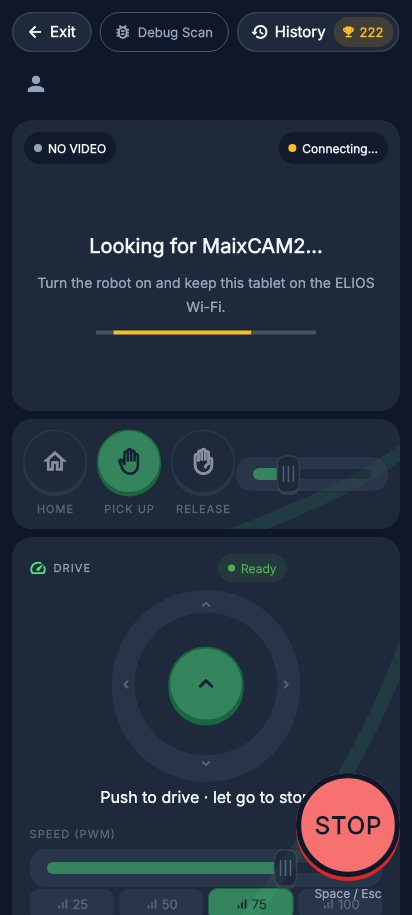 Exit
Debug Scan
History
222
NO VIDEO
Connecting...
Looking for MaixCAM2...
Turn the robot on and keep this tablet on the ELIOS
Wi-Fi.
HOME
PICK UP
RELEASE
DRIVE
Ready
Push to drive · let go to stop
STOP
SPEED (PWM)
Space / Esc
25
50
75
100